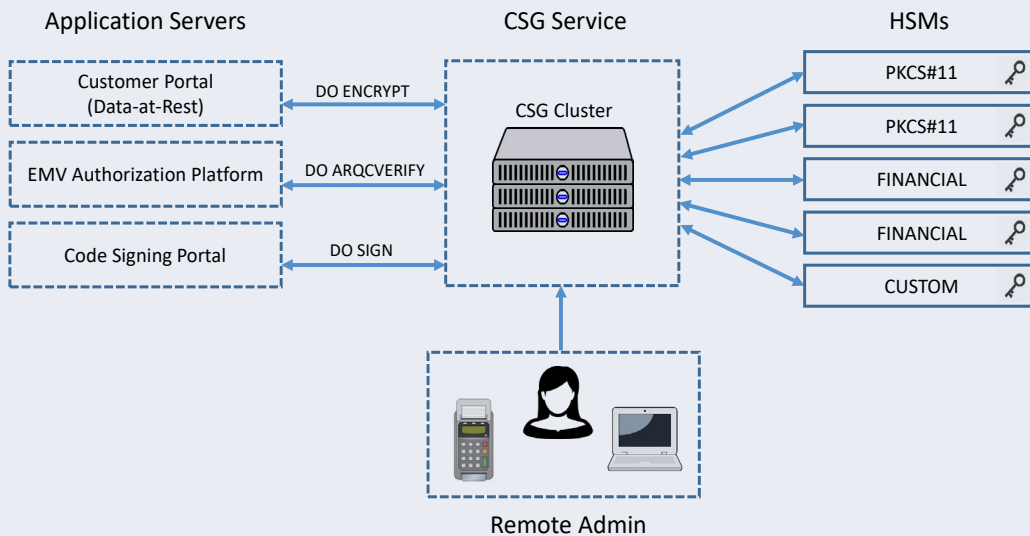 Application Servers
CSG Service
HSMs
Customer Portal
(Data-at-Rest)
DO ENCRYPT
EMV Authorization Platform
DO ARQCVERIFY
Code Signing Portal
DO SIGN
CSG Cluster
PKCS#11
PKCS#11
FINANCIAL
FINANCIAL
CUSTOM
Remote Admin